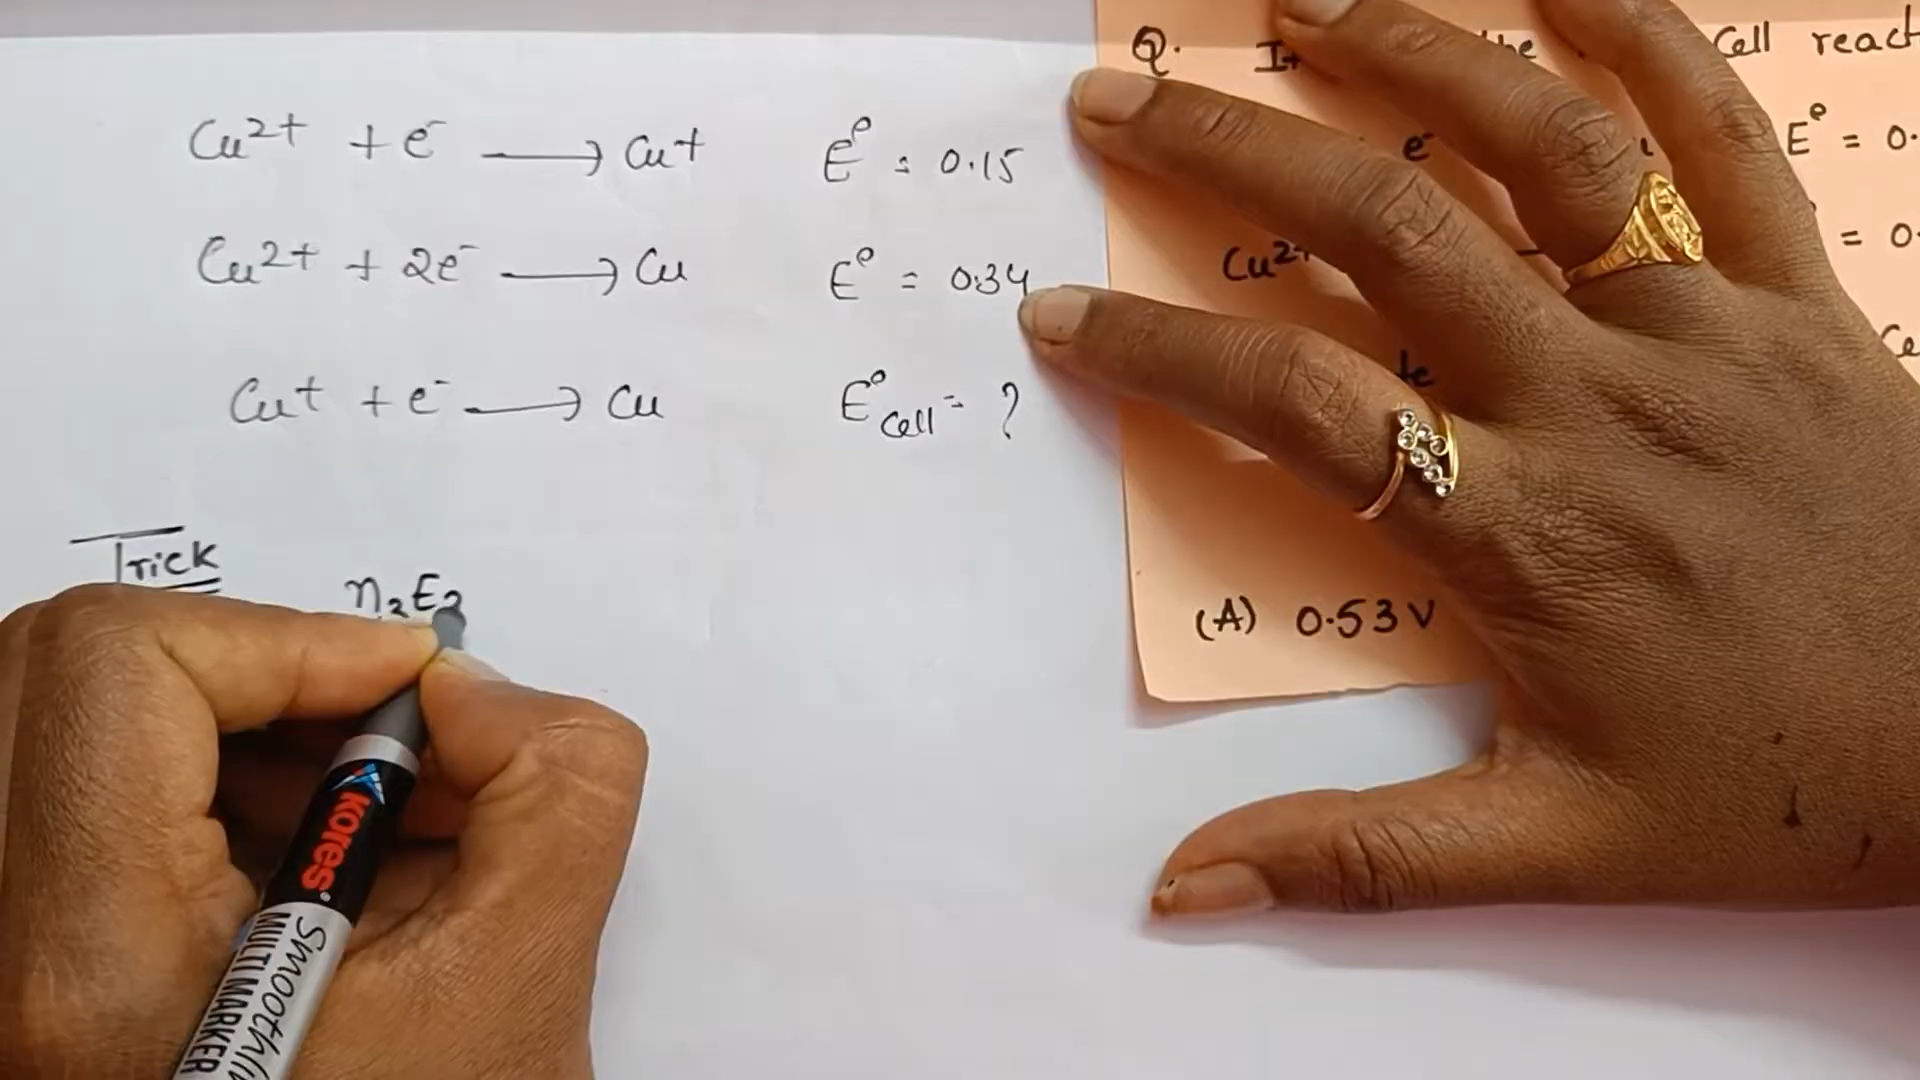 Cu²⁺ + e⁻ ⟶ Cu⁺ E° = 0.15
Cu²⁺ + 2e⁻ ⟶ Cu E° = 0.34
Cu⁺ + e⁻ ⟶ Cu E°cell = ?
Trick
n₂E₂
Q. Cell react
e⁻ E° = 0.
Cu²⁺ = 0.
(A) 0.53 V
KORES
Smooth
MULTI MARKER